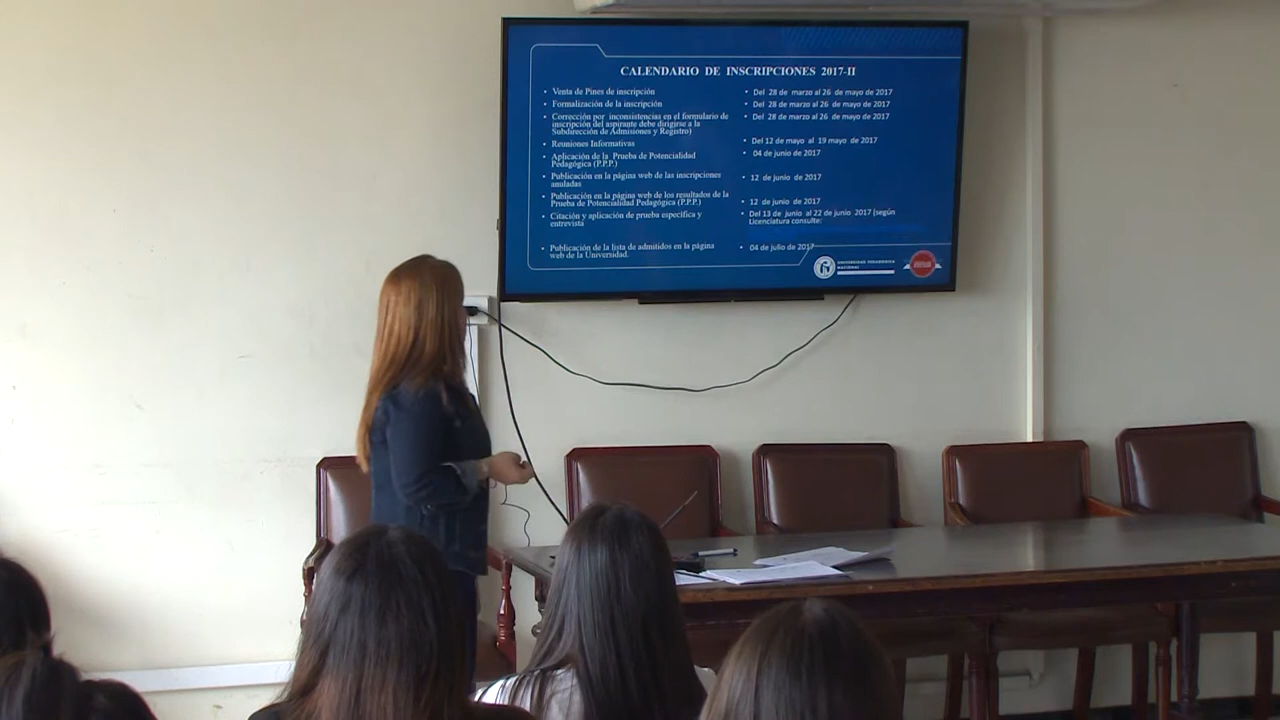 CALENDARIO DE INSCRIPCIONES 2017-II
• Venta de Pines de inscripción
• Del 28 de marzo al 26 de mayo de 2017
• Formalización de la inscripción
• Del 28 de marzo al 26 de mayo de 2017
• Corrección por inconsistencias en el formulario de
inscripción del aspirante debe dirigirse a la
Subdirección de Admisiones y Registro)
• Del 28 de marzo al 26 de mayo de 2017
• Reuniones Informativas
• Del 12 de mayo al 19 mayo de 2017
• Aplicación de la Prueba de Potencialidad
Pedagógica (P.P.P.)
• 04 de junio de 2017
• Publicación en la página web de las inscripciones
anuladas
• 12 de junio de 2017
• Publicación en la página web de los resultados de la
Prueba de Potencialidad Pedagógica (P.P.P.)
• 12 de junio de 2017
• Citación y aplicación de prueba específica y
entrevista
• Del 13 de junio al 22 de junio 2017 (según
Licenciatura consulte:
• Publicación de la lista de admitidos en la página
web de la Universidad.
• 04 de julio de 2017
UNIVERSIDAD PEDAGOGICA
NACIONAL